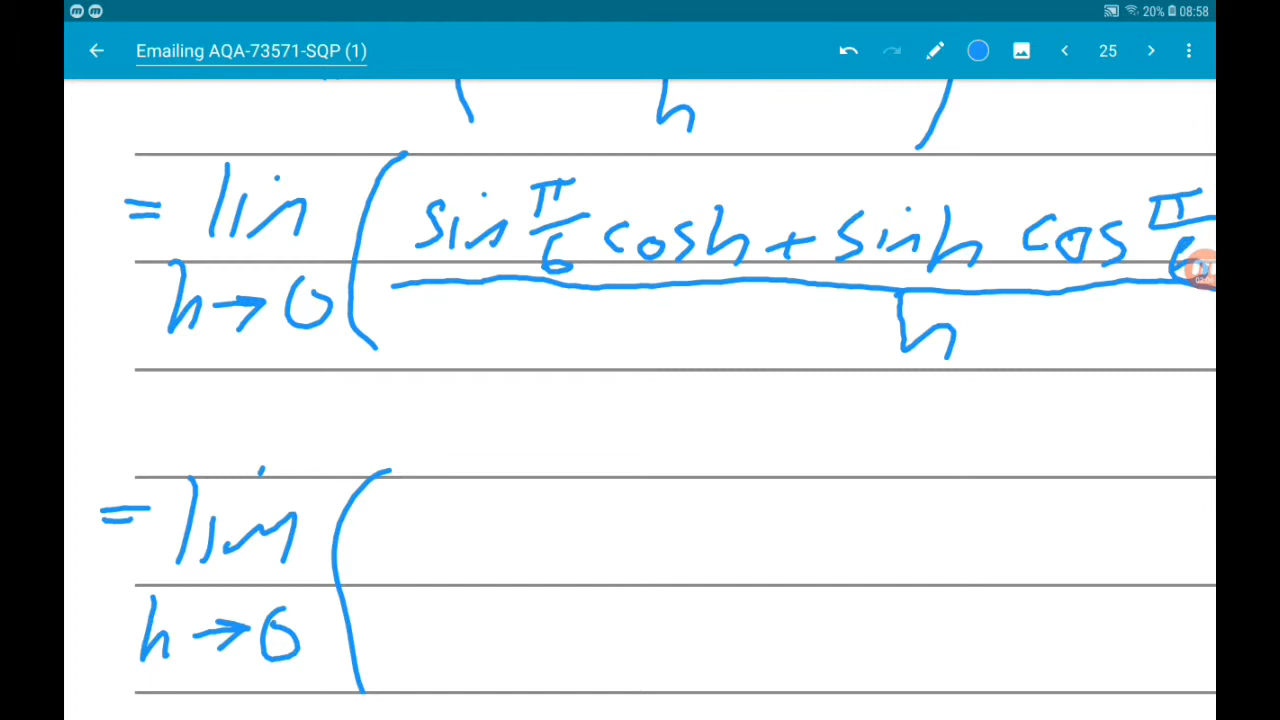 20% 08:58
Emailing AQA-73571-SQP (1)
25
h
= lim ( sin π/6 cosh + sinh cos π/6
h → 0 h
= lim (
h → 0